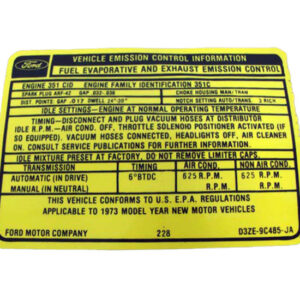 Ford
VEHICLE EMISSION CONTROL INFORMATION
FUEL EVAPORATIVE AND EXHAUST EMISSION CONTROL
ENGINE 351 CID ENGINE FAMILY IDENTIFICATION 351C
SPARK PLUG ARF-42 GAP .032-.036 CHOKE HOUSING MAN/TRAN
DIST POINTS GAP .017 DWELL 24°-30° NOTCH SETTING AUTO/TRANS 2 RICH
IDLE SETTINGS—ENGINE AT NORMAL OPERATING TEMPERATURE
TIMING—DISCONNECT AND PLUG VACUUM HOSES AT DISTRIBUTOR
IDLE R.P.M—AIR COND. OFF, THROTTLE SOLENOID POSITIONER ACTIVATED (IF
SO EQUIPPED), VACUUM HOSES CONNECTED, HEADLIGHTS OFF, AIR CLEANER
ON. CONSULT SERVICE PUBLICATIONS FOR FURTHER INFORMATION.
IDLE MIXTURE PRESET AT FACTORY, DO NOT REMOVE LIMITER CAPS.
TRANSMISSION TIMING AIR COND. NON AIR COND.
AUTOMATIC (IN DRIVE) 6°BTDC 625 R.P.M. 625 R.P.M.
MANUAL (IN NEUTRAL) R.P.M. R.P.M.
THIS VEHICLE CONFORMS TO U.S. E.P.A. REGULATIONS
APPLICABLE TO 1973 MODEL YEAR NEW MOTOR VEHICLES
FORD MOTOR COMPANY 228 D3ZE-9C485-JA